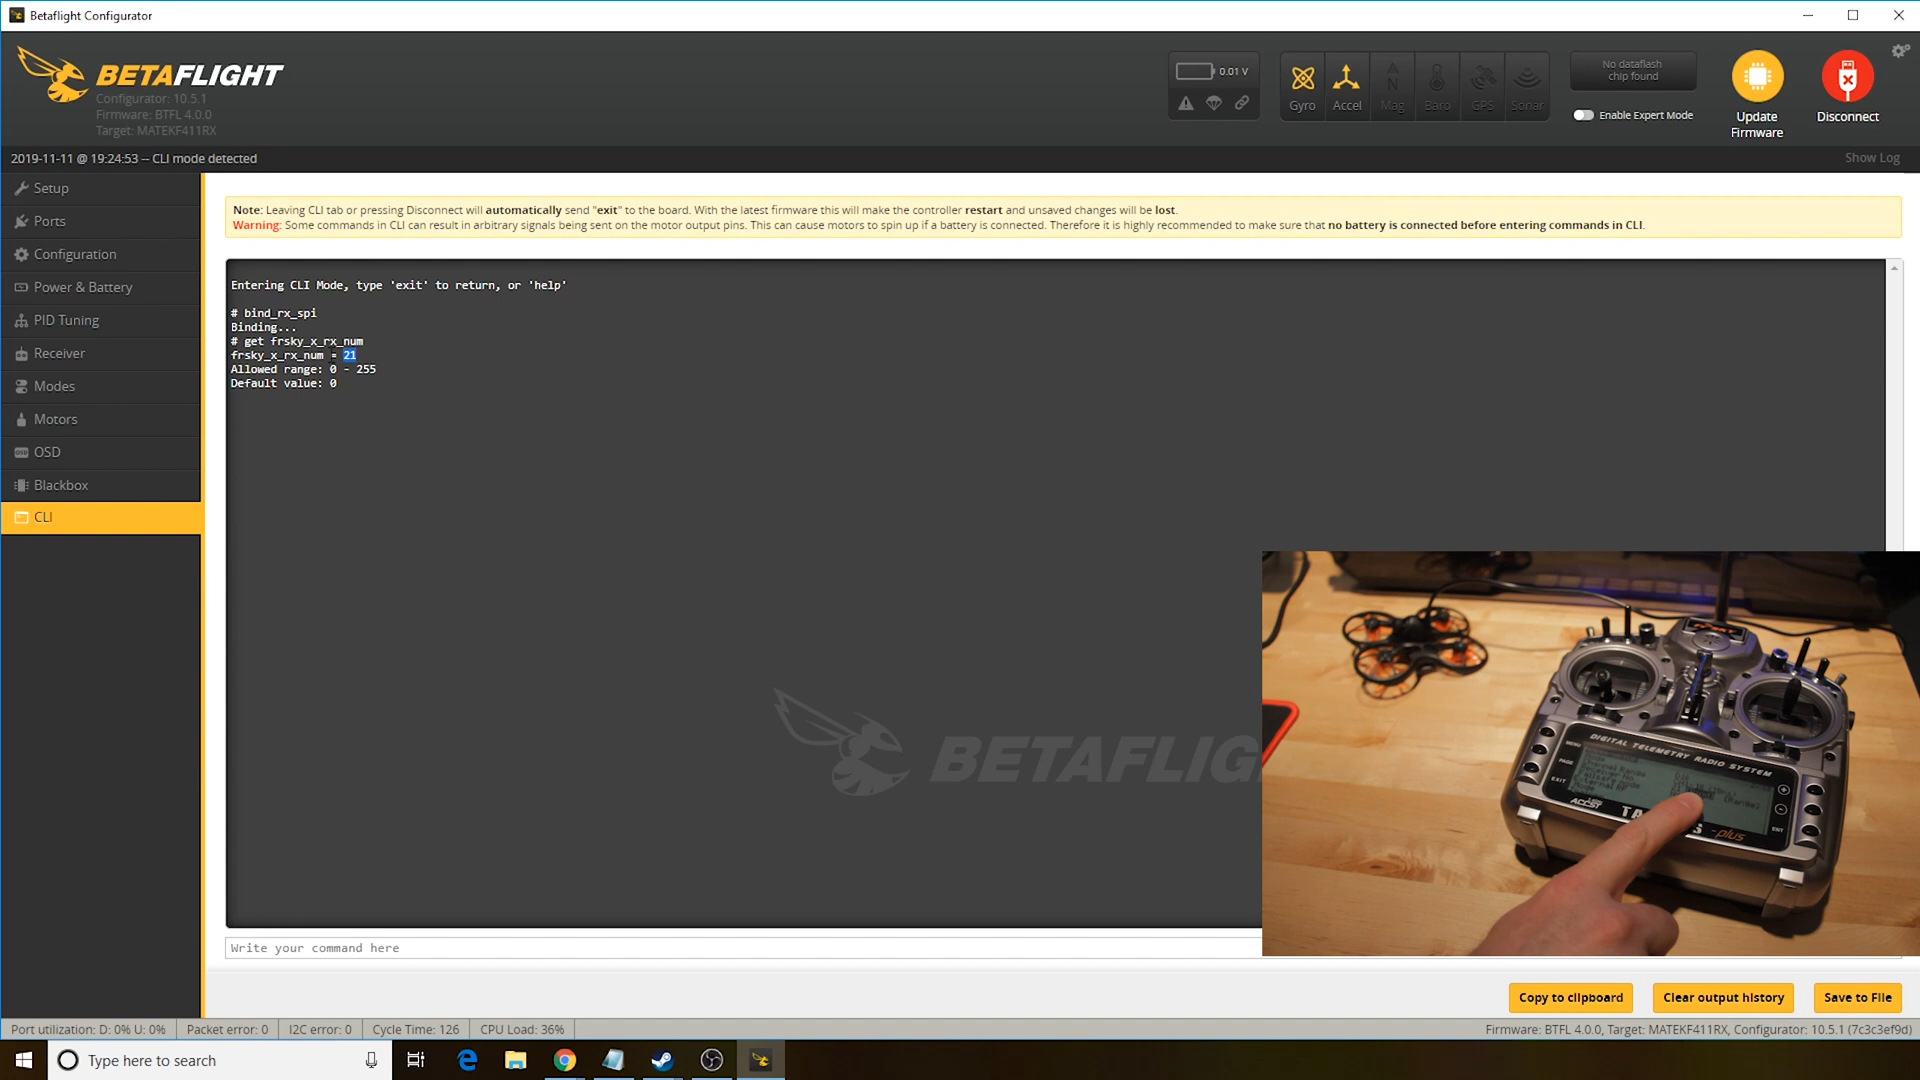 Betaflight Configurator
BETAFLIGHT
Configurator: 10.5.1
Firmware: BTFL 4.0.0
Target: MATEKF411RX
0.01 V
Gyro
Accel
Mag
Baro
GPS
Sonar
No dataflash
chip found
Enable Expert Mode
Update
Firmware
Disconnect
2019-11-11 @ 19:24:53 -- CLI mode detected
Show Log
Setup
Ports
Configuration
Power & Battery
PID Tuning
Receiver
Modes
Motors
OSD
Blackbox
CLI
Note: Leaving CLI tab or pressing Disconnect will automatically send "exit" to the board. With the latest firmware this will make the controller restart and unsaved changes will be lost.
Warning: Some commands in CLI can result in arbitrary signals being sent on the motor output pins. This can cause motors to spin up if a battery is connected. Therefore it is highly recommended to make sure that no battery is connected before entering commands in CLI.
Entering CLI Mode, type 'exit' to return, or 'help'
# bind_rx_spi
Binding...
# get frsky_x_rx_num
frsky_x_rx_num = 21
Allowed range: 0 - 255
Default value: 0
BETAFLIG
DIGITAL TELEMETRY RADIO SYSTEM
MENU
PAGE
EXIT
ACCST
TA
S -plus
Write your command here
Copy to clipboard
Clear output history
Save to File
Port utilization: D: 0% U: 0%
Packet error: 0
I2C error: 0
Cycle Time: 126
CPU Load: 36%
Firmware: BTFL 4.0.0, Target: MATEKF411RX, Configurator: 10.5.1 (7c3c3ef9d)
Type here to search